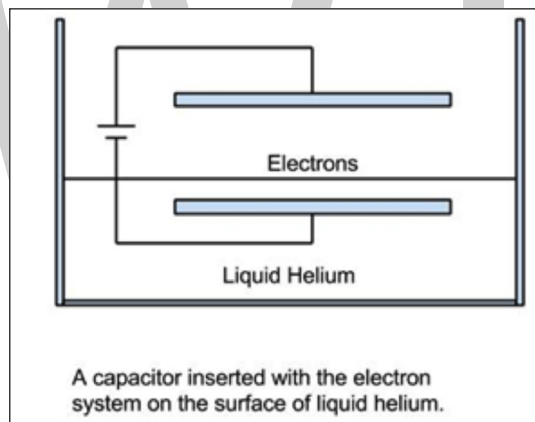 Electrons
Liquid Helium
A capacitor inserted with the electron
system on the surface of liquid helium.